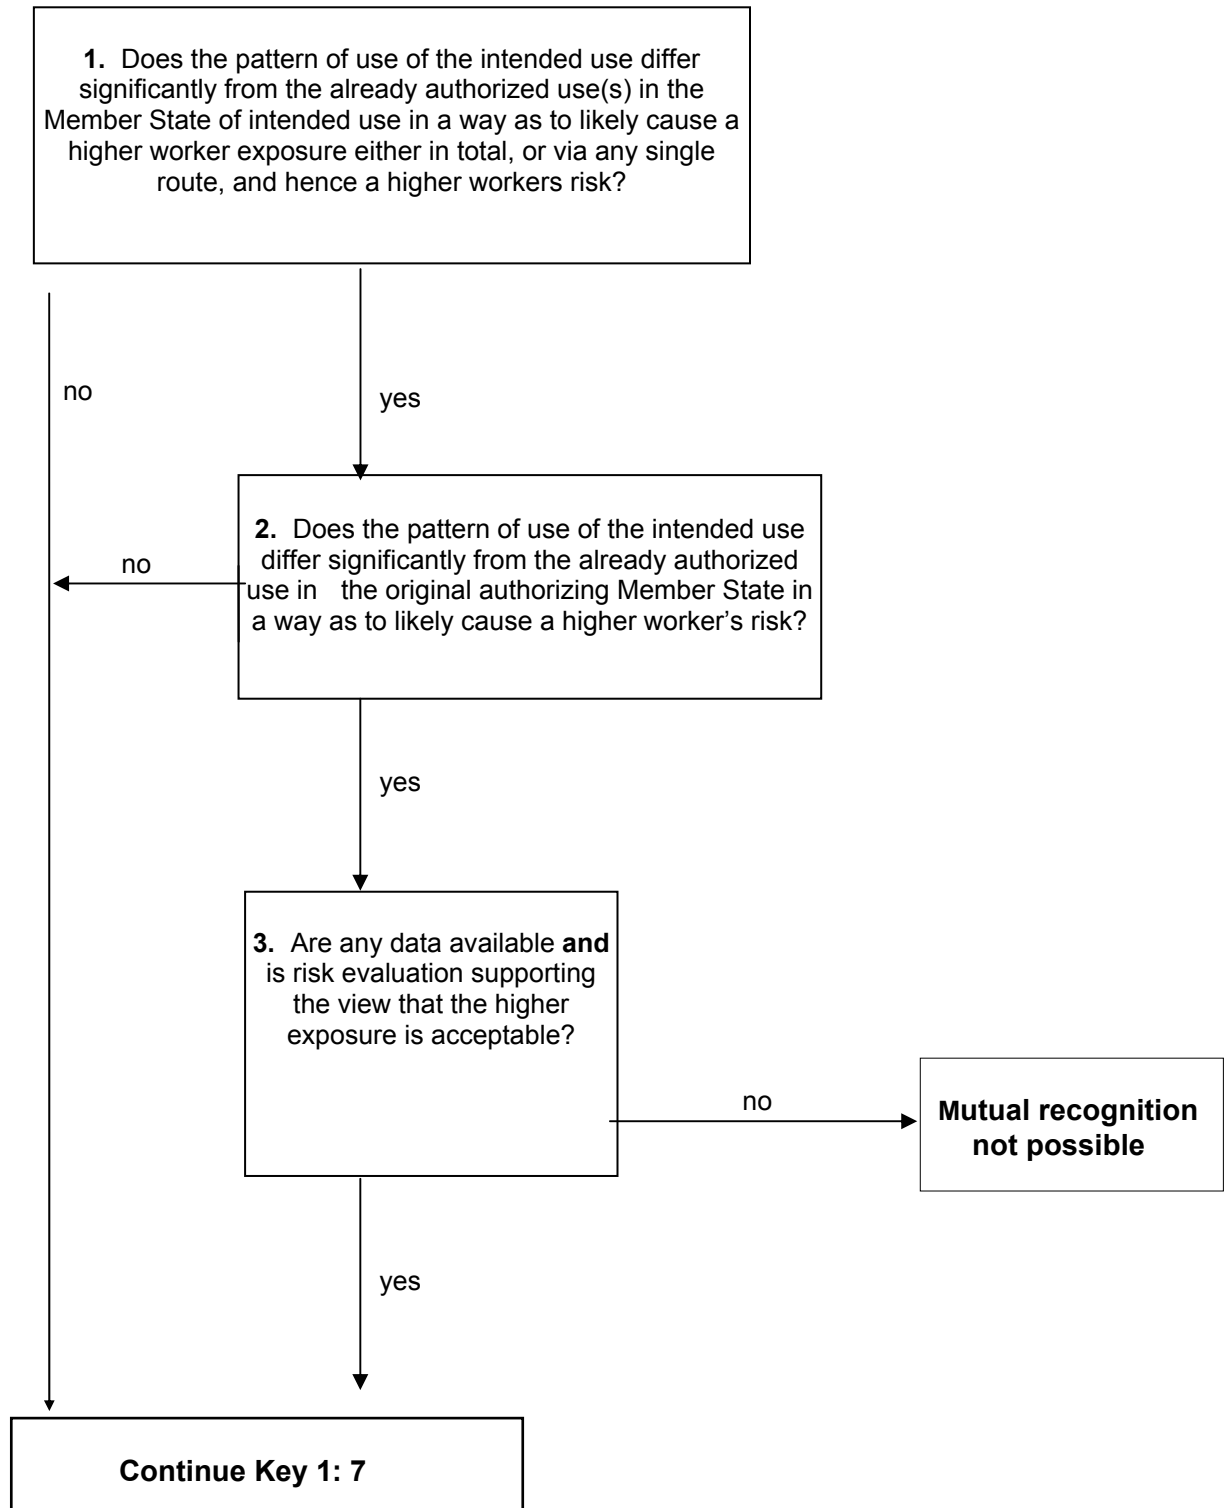 1. Does the pattern of use of the intended use differ
significantly from the already authorized use(s) in the
Member State of intended use in a way as to likely cause a
higher worker exposure either in total, or via any single
route, and hence a higher workers risk?
no
yes
2. Does the pattern of use of the intended use
differ significantly from the already authorized
use in the original authorizing Member State in
a way as to likely cause a higher worker’s risk?
no
yes
3. Are any data available and
is risk evaluation supporting
the view that the higher
exposure is acceptable?
no
Mutual recognition
not possible
yes
Continue Key 1: 7